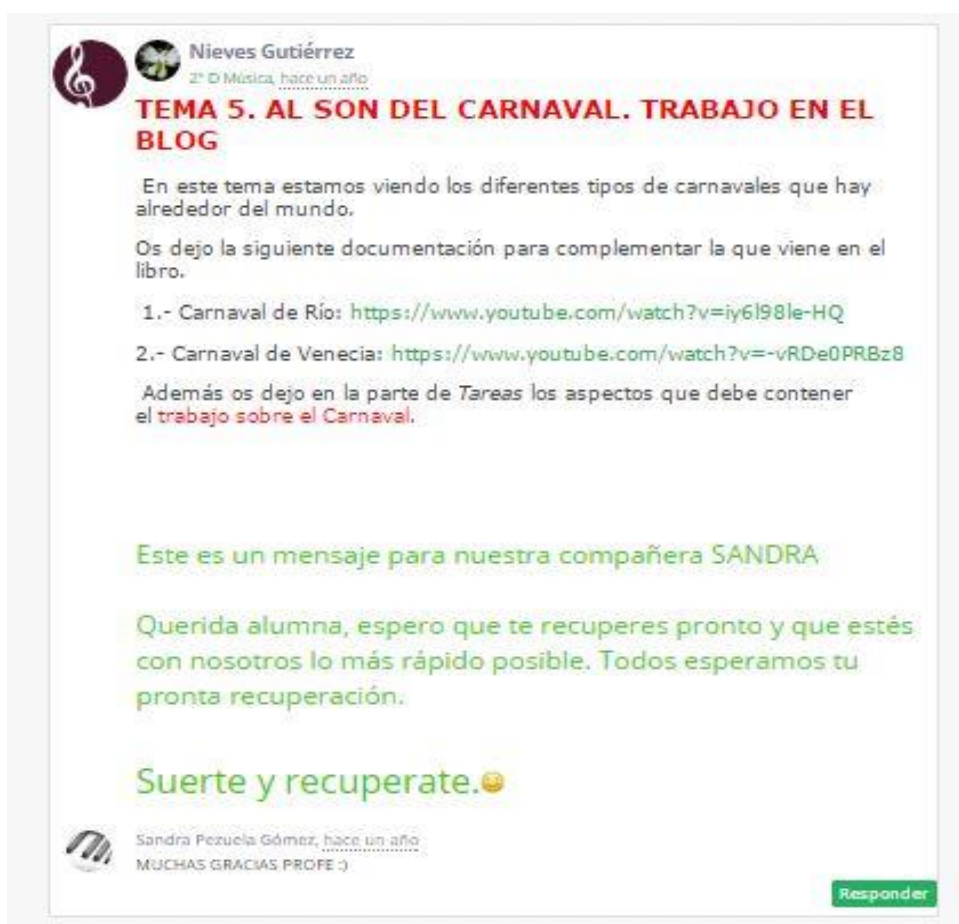 Nieves Gutiérrez
2º D Música, hace un año
TEMA 5. AL SON DEL CARNAVAL. TRABAJO EN EL
BLOG
En este tema estamos viendo los diferentes tipos de carnavales que hay
alrededor del mundo.
Os dejo la siguiente documentación para complementar la que viene en el
libro.
1.- Carnaval de Río: https://www.youtube.com/watch?v=iy6l98le-HQ
2.- Carnaval de Venecia: https://www.youtube.com/watch?v=-vRDe0PRBz8
Además os dejo en la parte de Tareas los aspectos que debe contener
el trabajo sobre el Carnaval.
Este es un mensaje para nuestra compañera SANDRA
Querida alumna, espero que te recuperes pronto y que estés
con nosotros lo más rápido posible. Todos esperamos tu
pronta recuperación.
Suerte y recuperate.
Sandra Pezuela Gómez, hace un año
MUCHAS GRACIAS PROFE :)
Responder